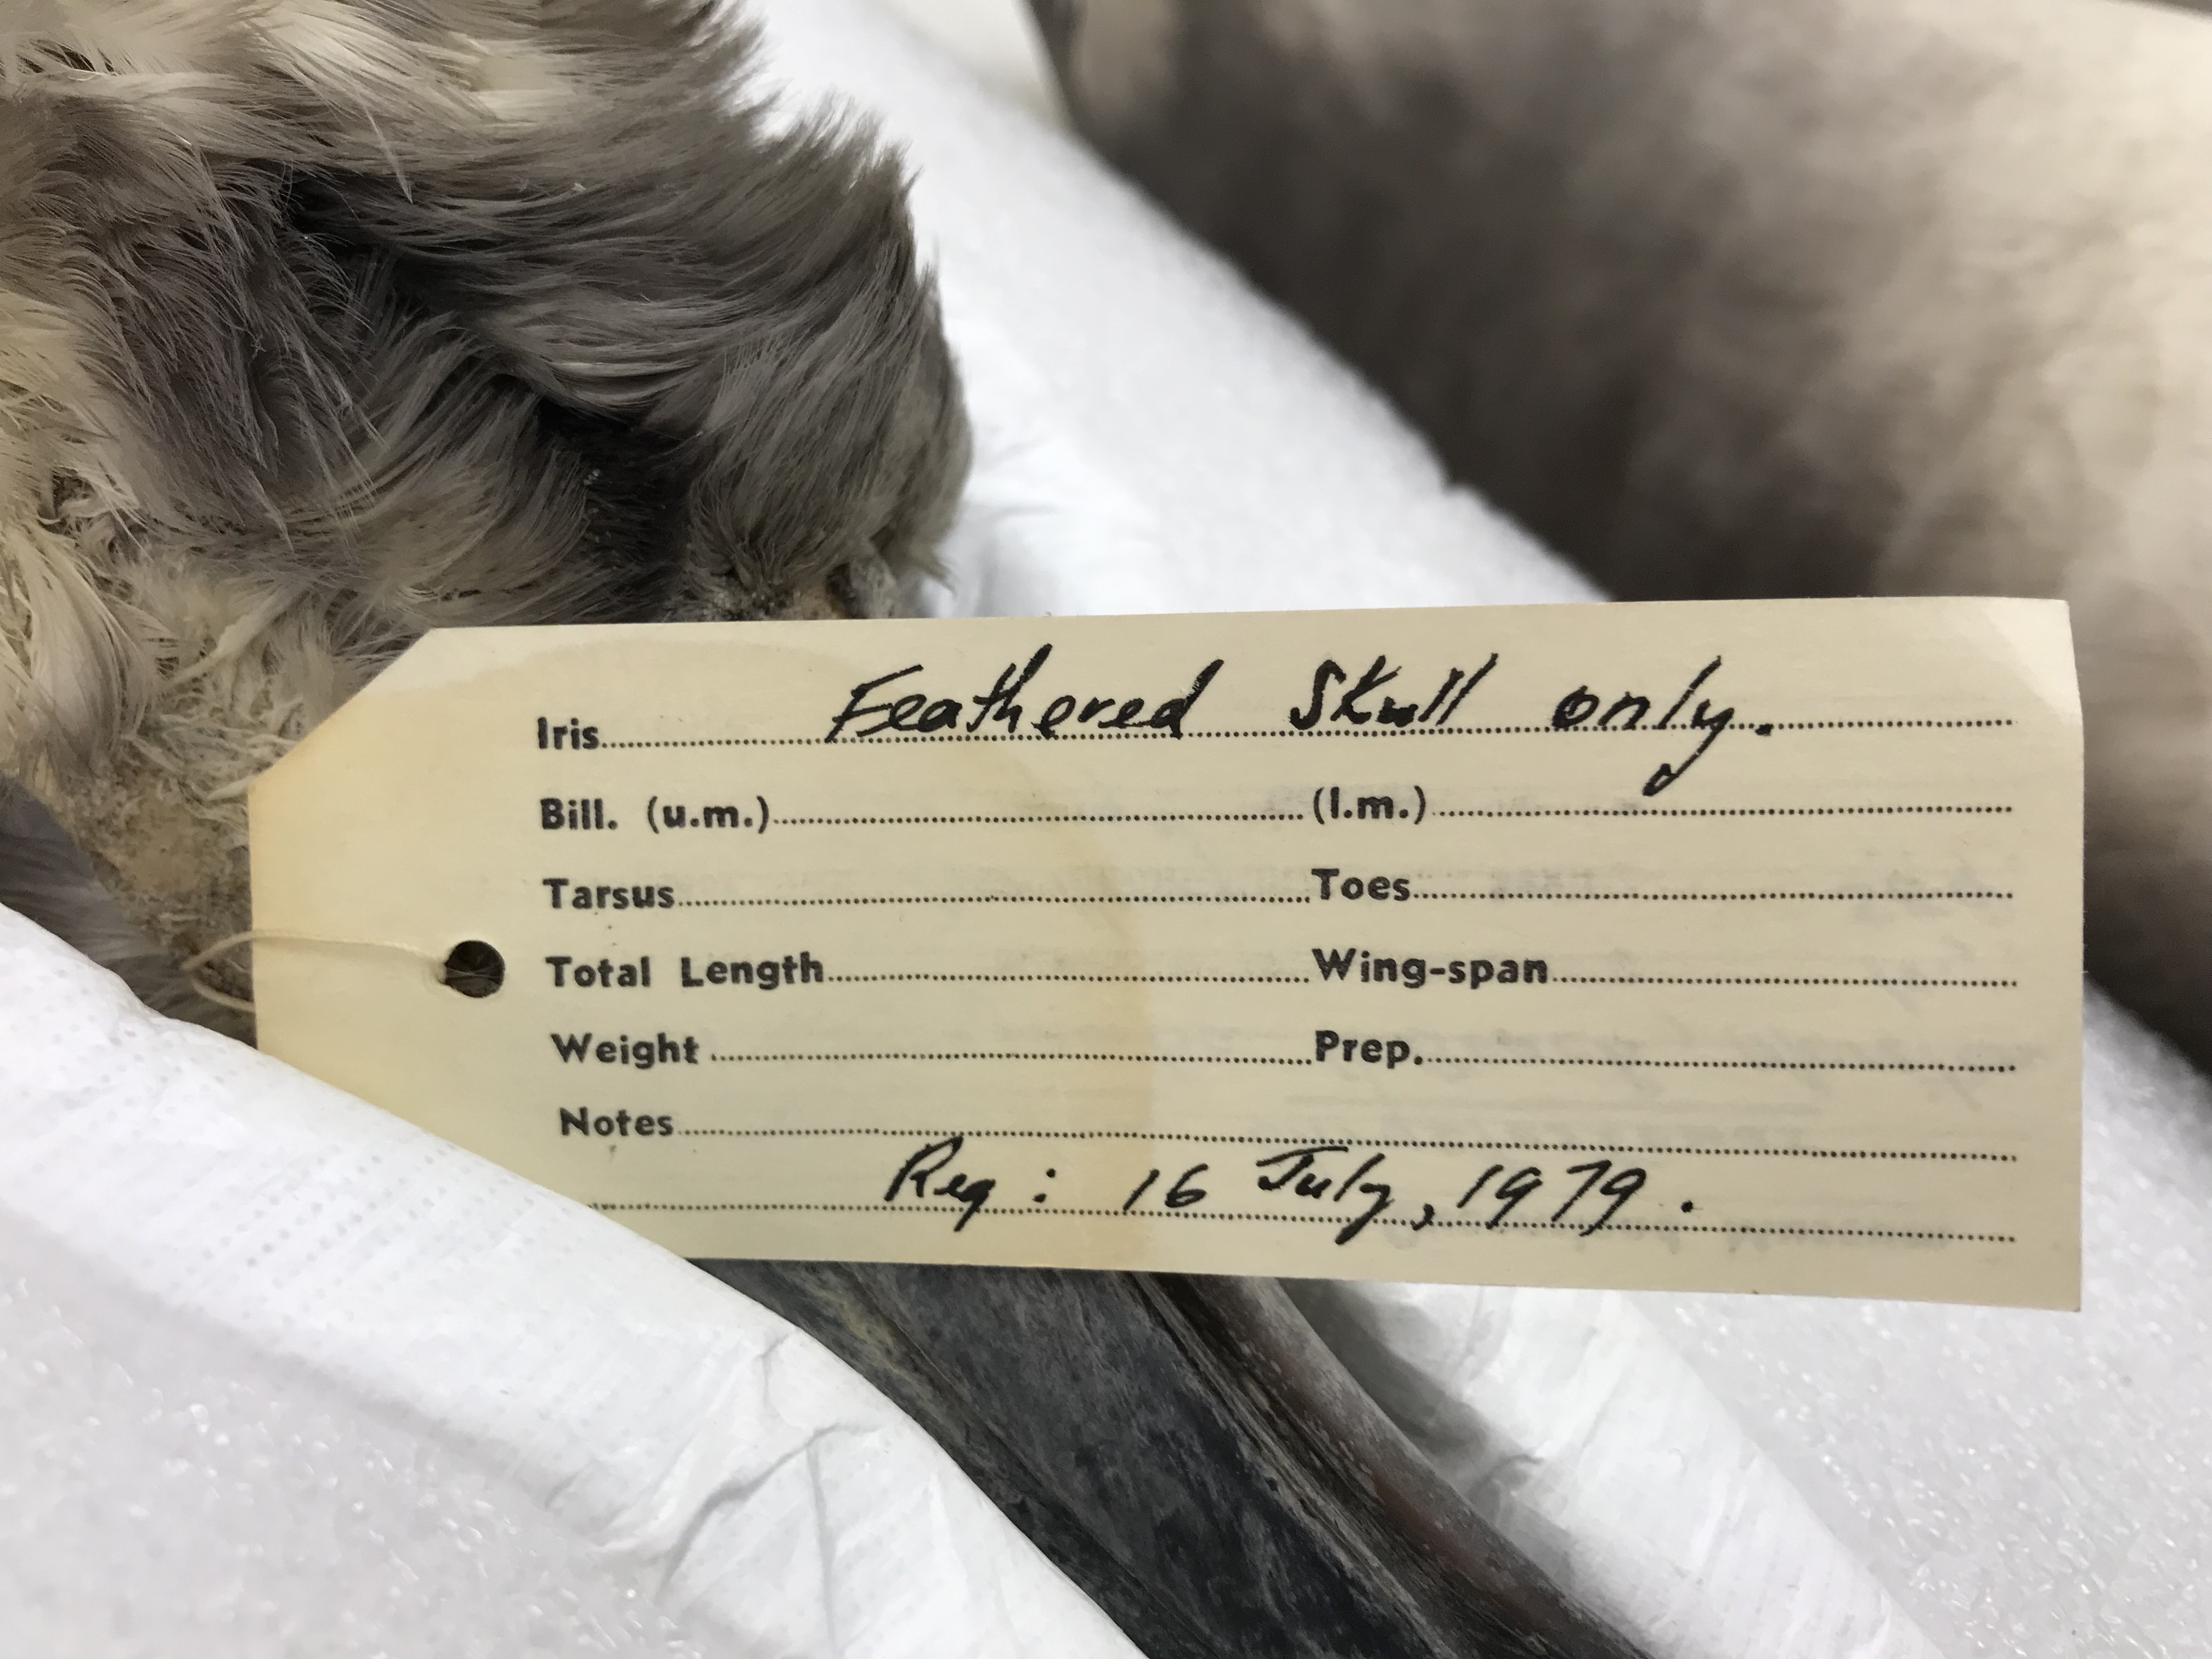 Iris Feathered Skull only.
Bill. (u.m.) (l.m.)
Tarsus Toes
Total Length Wing-span
Weight Prep.
Notes
Reg : 16 July, 1979.